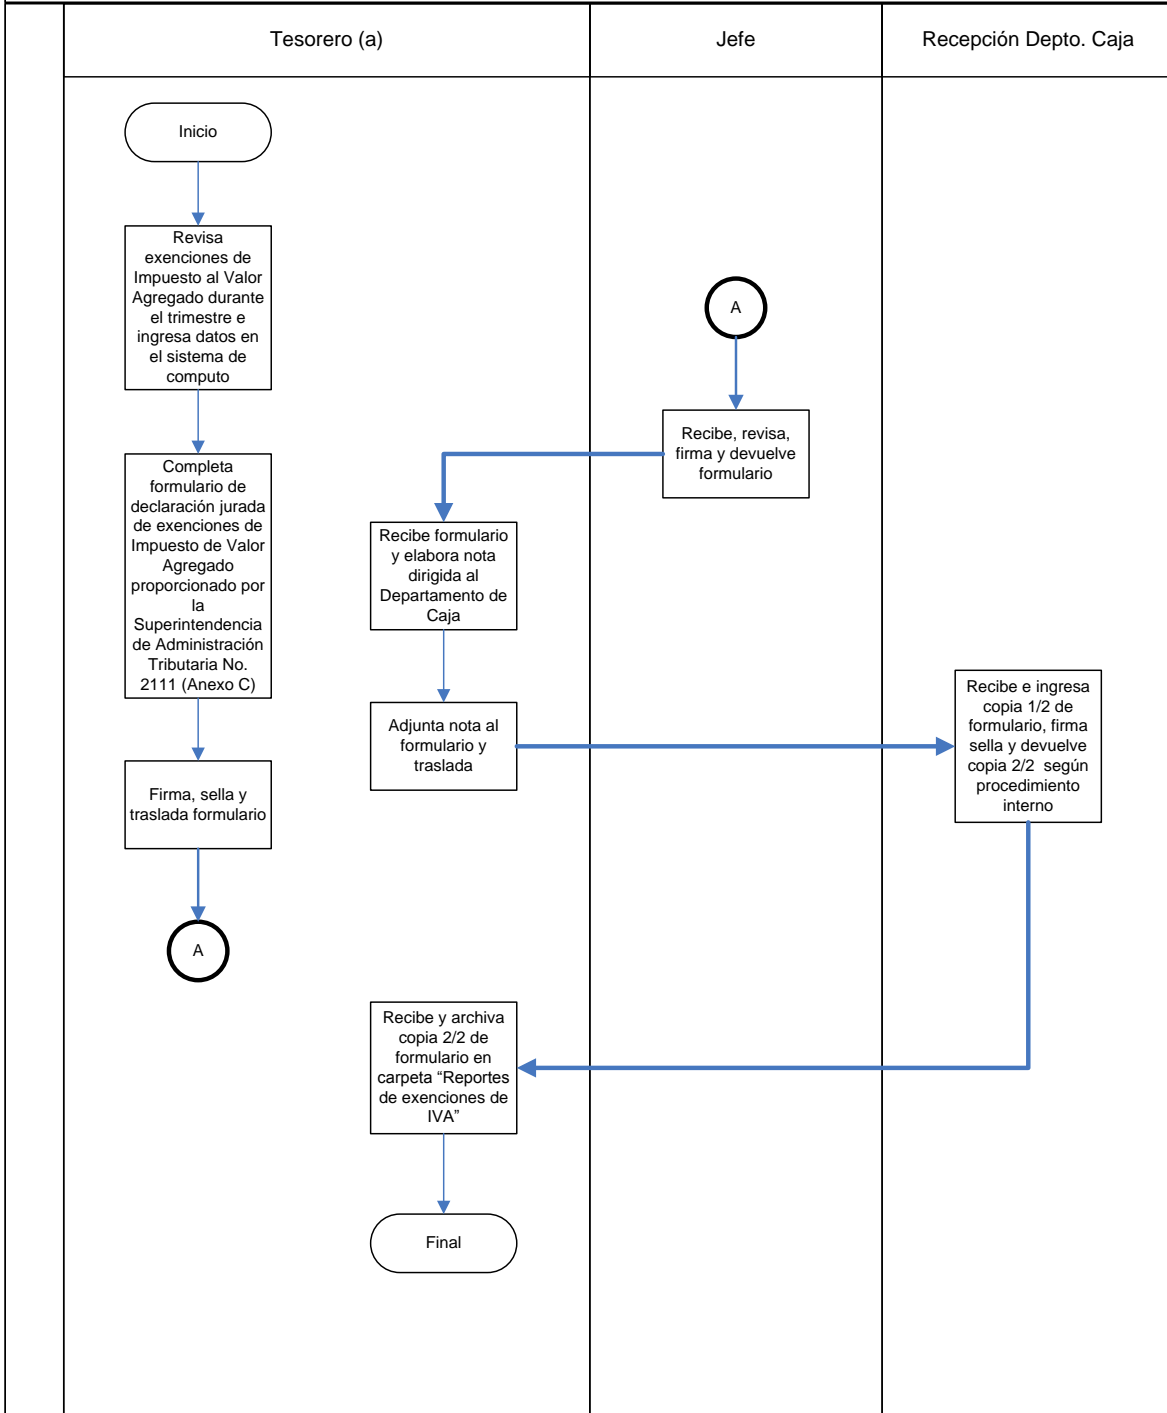 Tesorero (a)
Jefe
Recepción Depto. Caja
Inicio
Revisa
exenciones de
Impuesto al Valor
Agregado durante
el trimestre e
ingresa datos en
el sistema de
computo
Completa
formulario de
declaración jurada
de exenciones de
Impuesto de Valor
Agregado
proporcionado por
la
Superintendencia
de Administración
Tributaria No.
2111 (Anexo C)
Firma, sella y
traslada formulario
A
A
Recibe, revisa,
firma y devuelve
formulario
Recibe formulario
y elabora nota
dirigida al
Departamento de
Caja
Adjunta nota al
formulario y
traslada
Recibe e ingresa
copia 1/2 de
formulario, firma
sella y devuelve
copia 2/2 según
procedimiento
interno
Recibe y archiva
copia 2/2 de
formulario en
carpeta “Reportes
de exenciones de
IVA”
Final